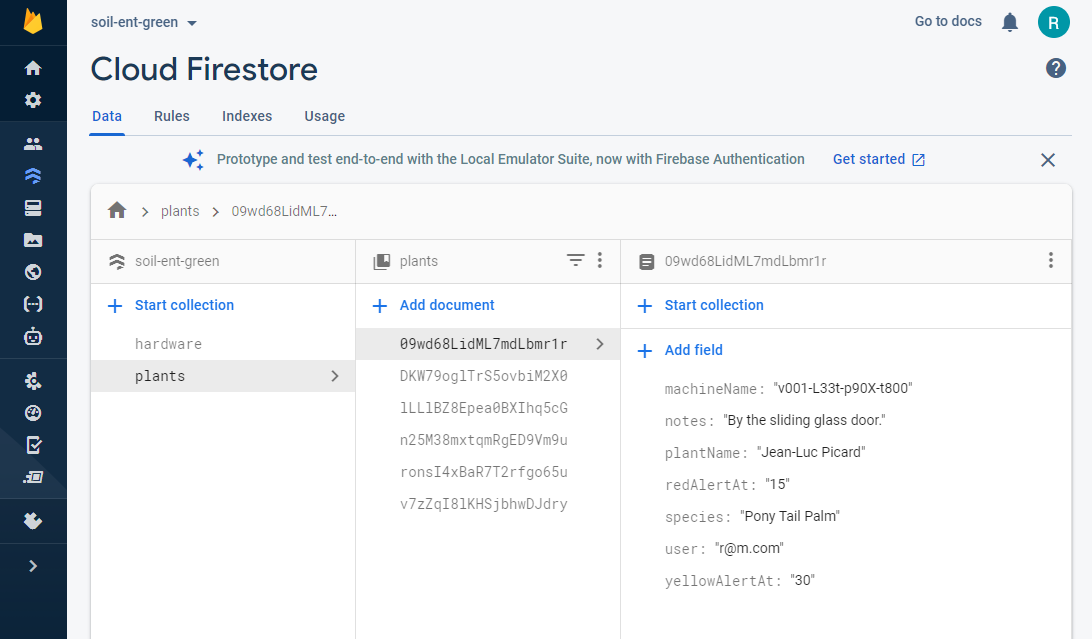 soil-ent-green
Go to docs
R
Cloud Firestore
?
Data Rules Indexes Usage
Prototype and test end-to-end with the Local Emulator Suite, now with Firebase Authentication Get started
plants 09wd68LidML7...
soil-ent-green
plants
09wd68LidML7mdLbmr1r
Start collection
Add document
Start collection
hardware
plants
09wd68LidML7mdLbmr1r
DKW79oglTrS5ovbiM2X0
lLLlBZ8Epea0BXIhq5cG
n25M38mxtqmRgED9Vm9u
ronsI4xBaR7T2rfgo65u
v7zZqI8lKHSjbhwDJdry
Add field
machineName: "v001-L33t-p90X-t800"
notes: "By the sliding glass door."
plantName: "Jean-Luc Picard"
redAlertAt: "15"
species: "Pony Tail Palm"
user: "r@m.com"
yellowAlertAt: "30"